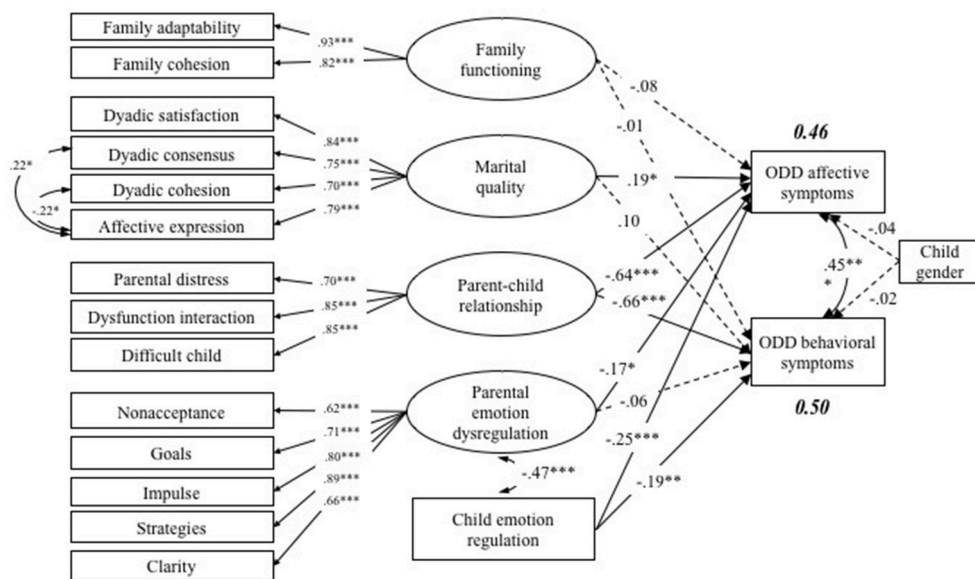 Family adaptability
Family cohesion
.93***
.82***
Family
functioning
Dyadic satisfaction
Dyadic consensus
Dyadic cohesion
Affective expression
.22*
-.22*
.84***
.75***
.70***
.79***
Marital
quality
Parental distress
Dysfunction interaction
Difficult child
.70***
.85***
.85***
Parent-child
relationship
Nonacceptance
Goals
Impulse
Strategies
Clarity
.62***
.71***
.80***
.89***
.66***
Parental
emotion
dysregulation
-.47***
Child emotion
regulation
-.08
-.01
.19*
.10
-.64***
-.66***
-.17*
-.06
-.25***
-.19**
0.46
ODD affective
symptoms
-.04
.45**
*
-.02
Child
gender
ODD behavioral
symptoms
0.50